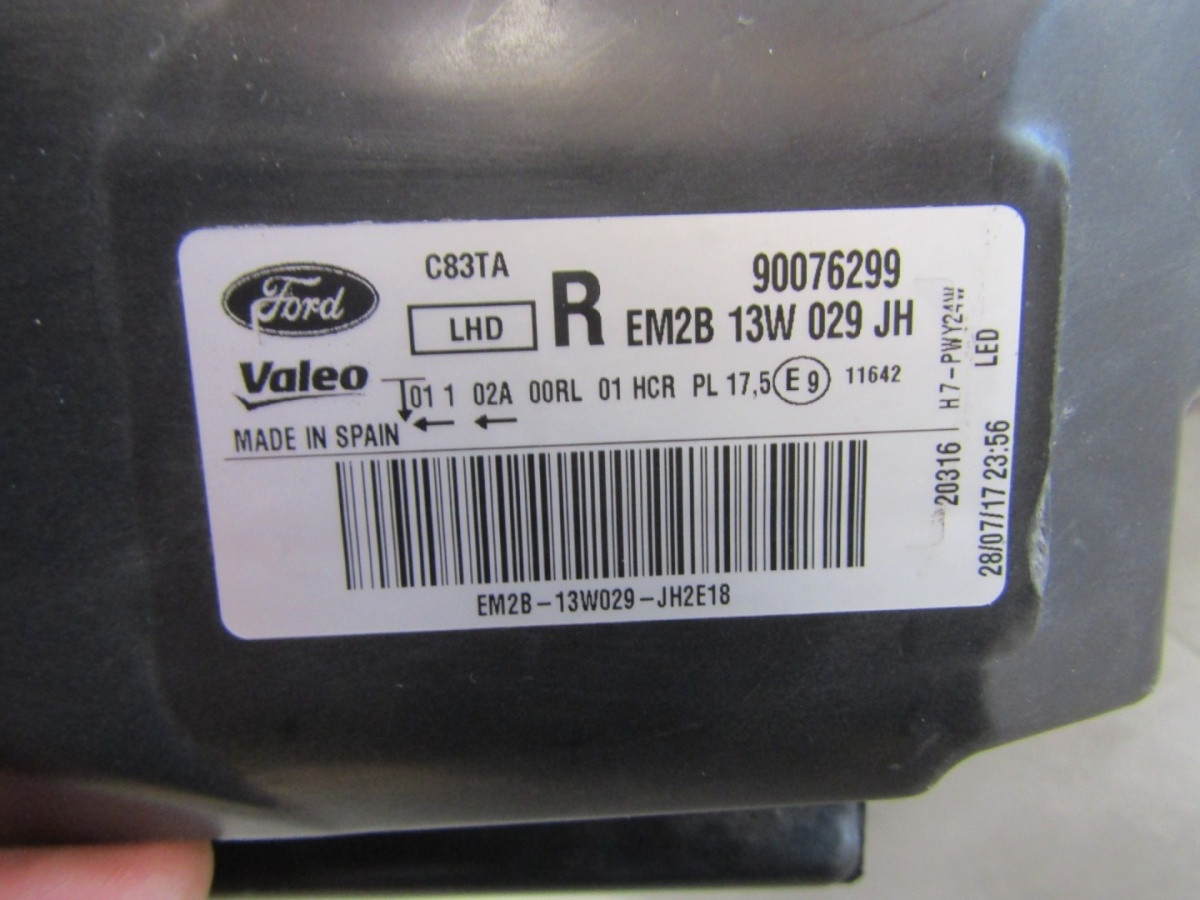 C83TA
Ford
LHD
R
90076299
EM2B 13W 029 JH
Valeo
01 1 02A 00RL 01 HCR PL 17,5 E9 11642
MADE IN SPAIN
EM2B-13W029-JH2E18
20316 H7-PWY24W
LED
28/07/17 23:56